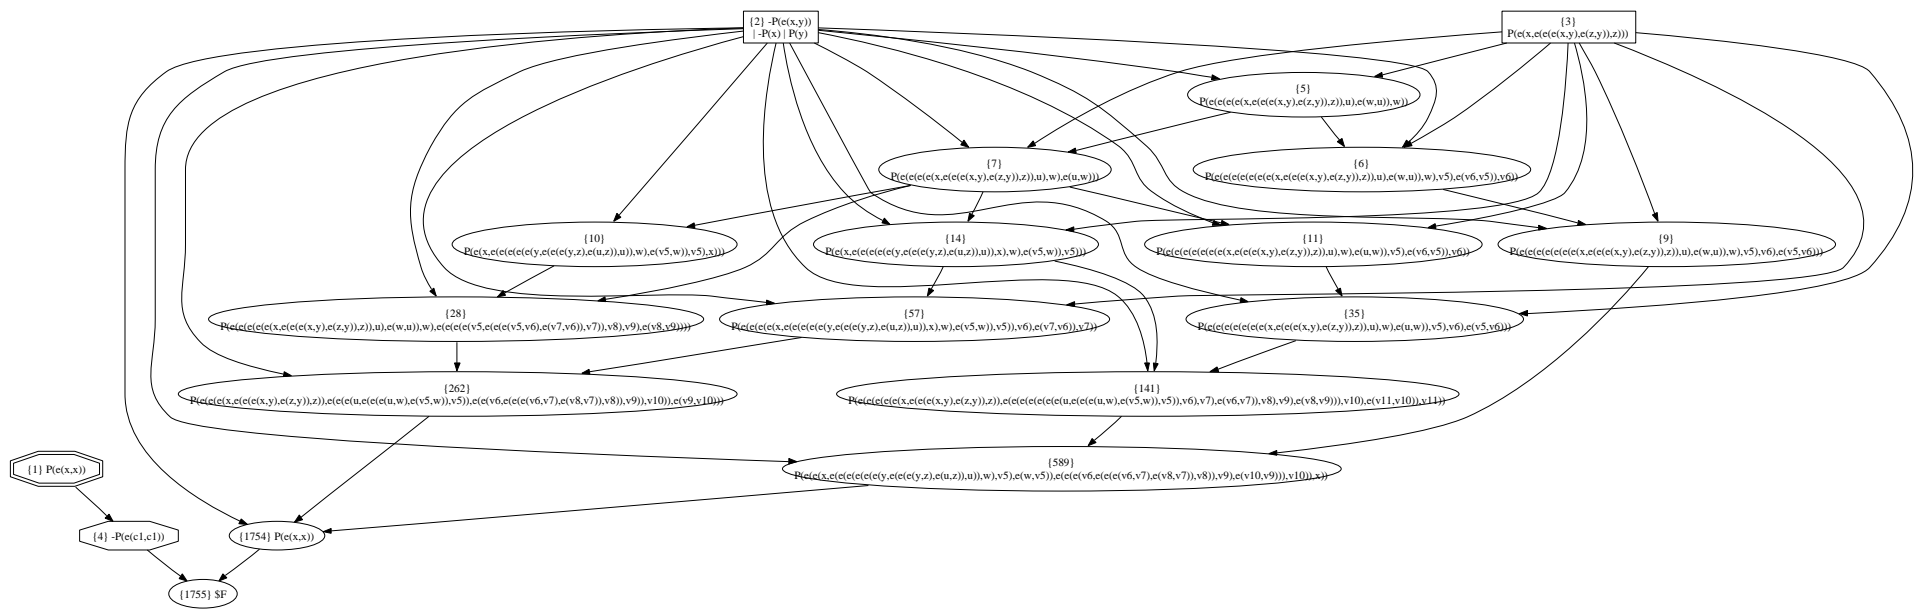 {2} -P(e(x,y))
| -P(x) | P(y)
{3}
P(e(x,e(e(e(x,y),e(z,y)),z)))
{5}
P(e(e(e(e(x,e(e(e(x,y),e(z,y)),z)),u),e(w,u)),w))
{7}
P(e(e(e(e(x,e(e(e(x,y),e(z,y)),z)),u),w),e(u,w)))
{6}
P(e(e(e(e(e(e(x,e(e(e(x,y),e(z,y)),z)),u),e(w,u)),w),v5),e(v6,v5)),v6))
{10}
P(e(x,e(e(e(e(e(y,e(e(e(y,z),e(u,z)),u)),w),e(v5,w)),v5),x)))
{14}
P(e(x,e(e(e(e(e(y,e(e(e(y,z),e(u,z)),u)),x),w),e(v5,w)),v5)))
{11}
P(e(e(e(e(e(e(x,e(e(e(x,y),e(z,y)),z)),u),w),e(u,w)),v5),e(v6,v5)),v6))
{9}
P(e(e(e(e(e(e(x,e(e(e(x,y),e(z,y)),z)),u),e(w,u)),w),v5),v6),e(v5,v6)))
{28}
P(e(e(e(e(e(x,e(e(e(x,y),e(z,y)),z)),u),e(w,u)),w),e(e(e(e(v5,e(e(e(v5,v6),e(v7,v6)),v7)),v8),v9),e(v8,v9))))
{57}
P(e(e(e(e(x,e(e(e(e(e(y,e(e(e(y,z),e(u,z)),u)),x),w),e(v5,w)),v5)),v6),e(v7,v6)),v7))
{35}
P(e(e(e(e(e(e(x,e(e(e(x,y),e(z,y)),z)),u),w),e(u,w)),v5),v6),e(v5,v6)))
{262}
P(e(e(e(x,e(e(e(x,y),e(z,y)),z)),e(e(e(u,e(e(e(u,w),e(v5,w)),v5)),e(e(v6,e(e(e(v6,v7),e(v8,v7)),v8)),v9)),v10)),e(v9,v10)))
{141}
P(e(e(e(e(e(x,e(e(e(x,y),e(z,y)),z)),e(e(e(e(e(e(u,e(e(e(u,w),e(v5,w)),v5)),v6),v7),e(v6,v7)),v8),v9),e(v8,v9))),v10),e(v11,v10)),v11))
{1} P(e(x,x))
{589}
P(e(e(x,e(e(e(e(e(y,e(e(e(y,z),e(u,z)),u)),w),v5),e(w,v5)),e(e(e(v6,e(e(e(v6,v7),e(v8,v7)),v8)),v9),e(v10,v9))),v10)),x))
{4} -P(e(c1,c1))
{1754} P(e(x,x))
{1755} $F